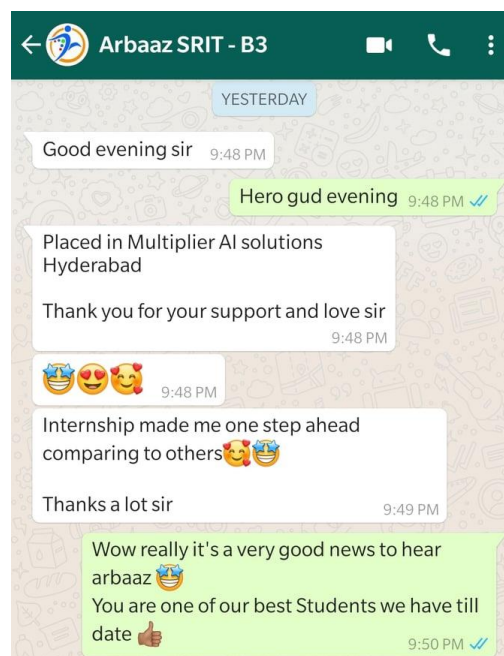 Arbaaz SRIT - B3
YESTERDAY
Good evening sir 9:48 PM
Hero gud evening 9:48 PM
Placed in Multiplier AI solutions
Hyderabad
Thank you for your support and love sir
9:48 PM
🤩😍🥰 9:48 PM
Internship made me one step ahead
comparing to others🥰🤩
Thanks a lot sir 9:49 PM
Wow really it's a very good news to hear
arbaaz 🤩
You are one of our best Students we have till
date 👍🏽 9:50 PM